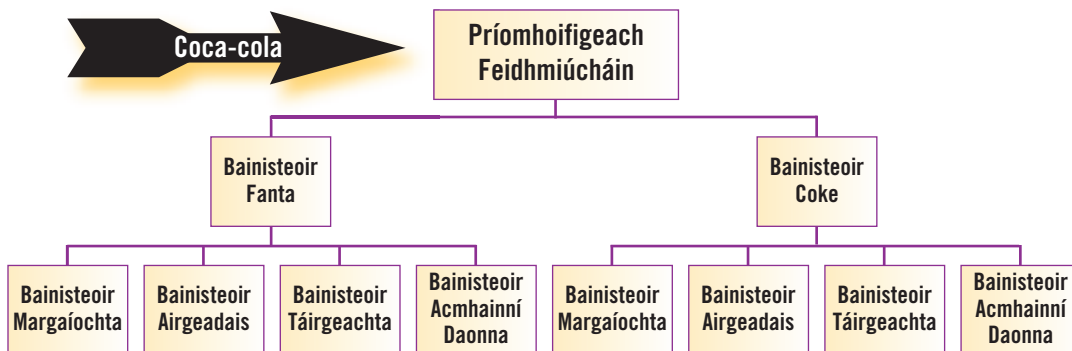 Coca-cola
Príomhoifigeach
Feidhmiúcháin
Bainisteoir
Fanta
Bainisteoir
Coke
Bainisteoir
Margaíochta
Bainisteoir
Airgeadais
Bainisteoir
Táirgeachta
Bainisteoir
Acmhainní
Daonna
Bainisteoir
Margaíochta
Bainisteoir
Airgeadais
Bainisteoir
Táirgeachta
Bainisteoir
Acmhainní
Daonna